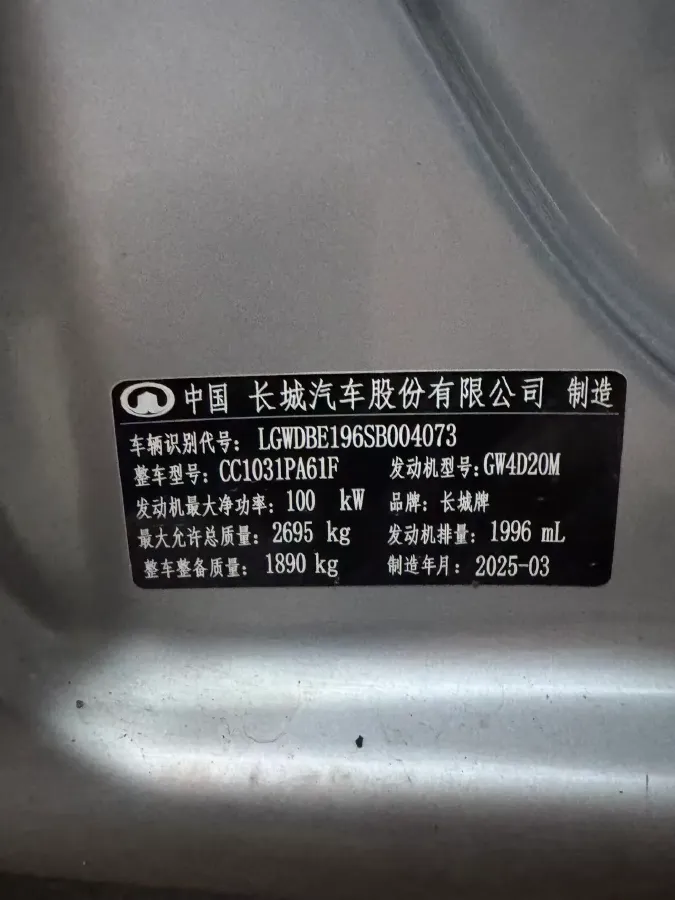 中国 长城汽车股份有限公司 制造
车辆识别代号: LGWDBE196SB004073
整车型号: CC1031PA61F 发动机型号: GW4D20M
发动机最大净功率: 100 kW 品牌: 长城牌
最大允许总质量: 2695 kg 发动机排量: 1996 mL
整车整备质量: 1890 kg 制造年月: 2025-03